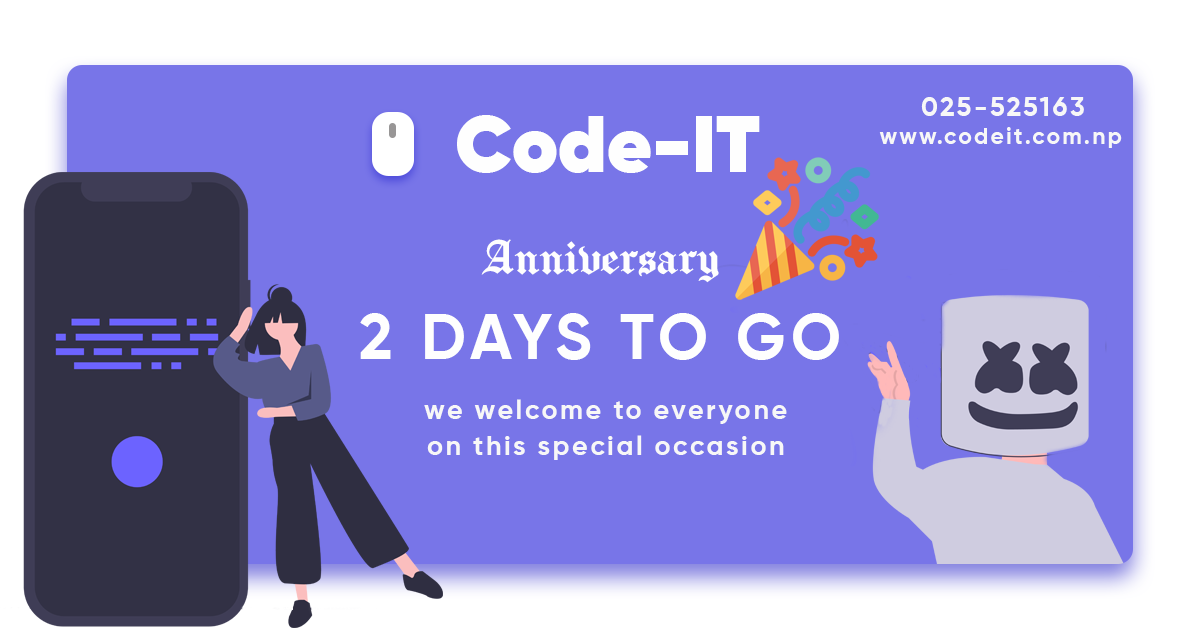 025-525163
www.codeit.com.np
Code-IT
Anniversary
2 DAYS TO GO
we welcome to everyone
on this special occasion